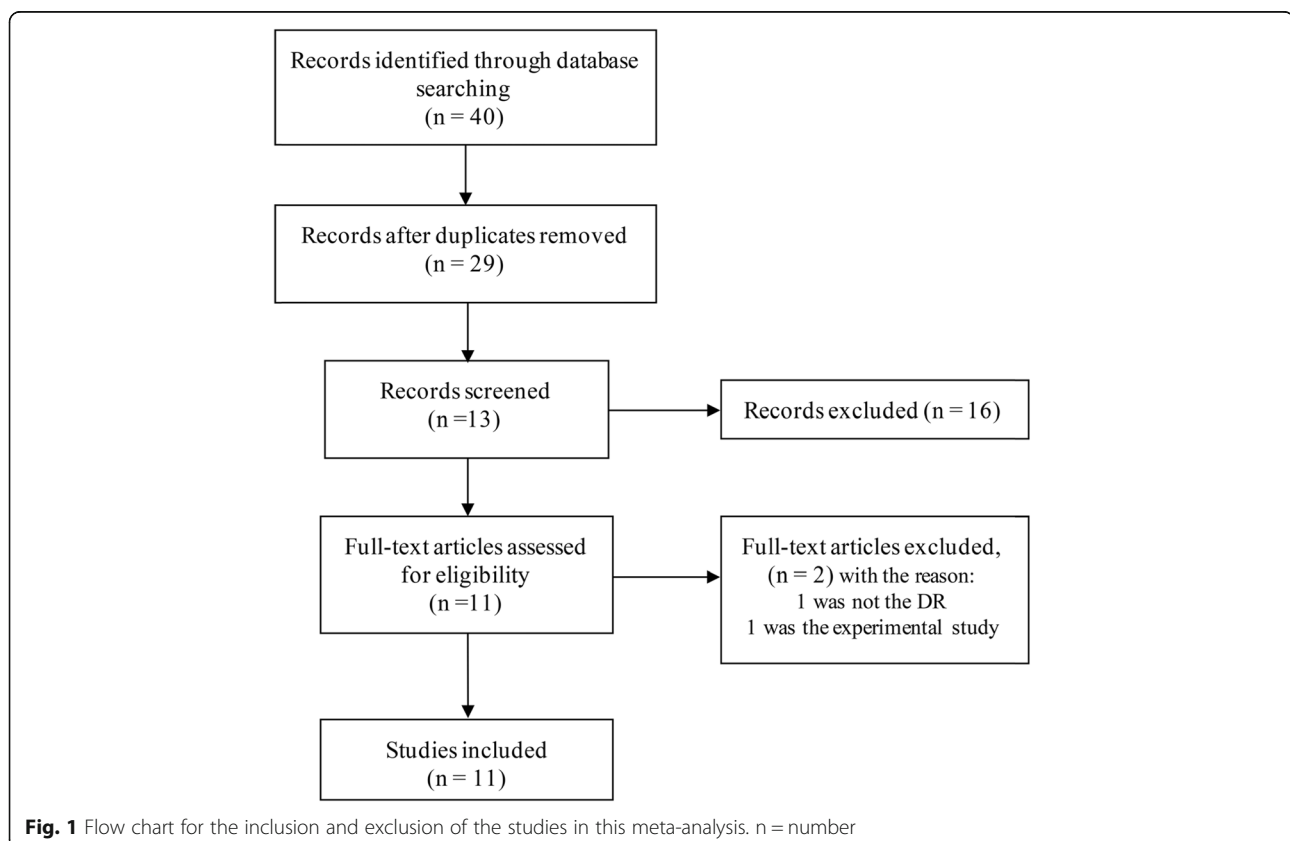 Records identified through database
searching
(n = 40)
Records after duplicates removed
(n = 29)
Records screened
(n =13)
Records excluded (n = 16)
Full-text articles assessed
for eligibility
(n =11)
Full-text articles excluded,
(n = 2) with the reason:
1 was not the DR
1 was the experimental study
Studies included
(n = 11)
Fig. 1 Flow chart for the inclusion and exclusion of the studies in this meta-analysis. n = number